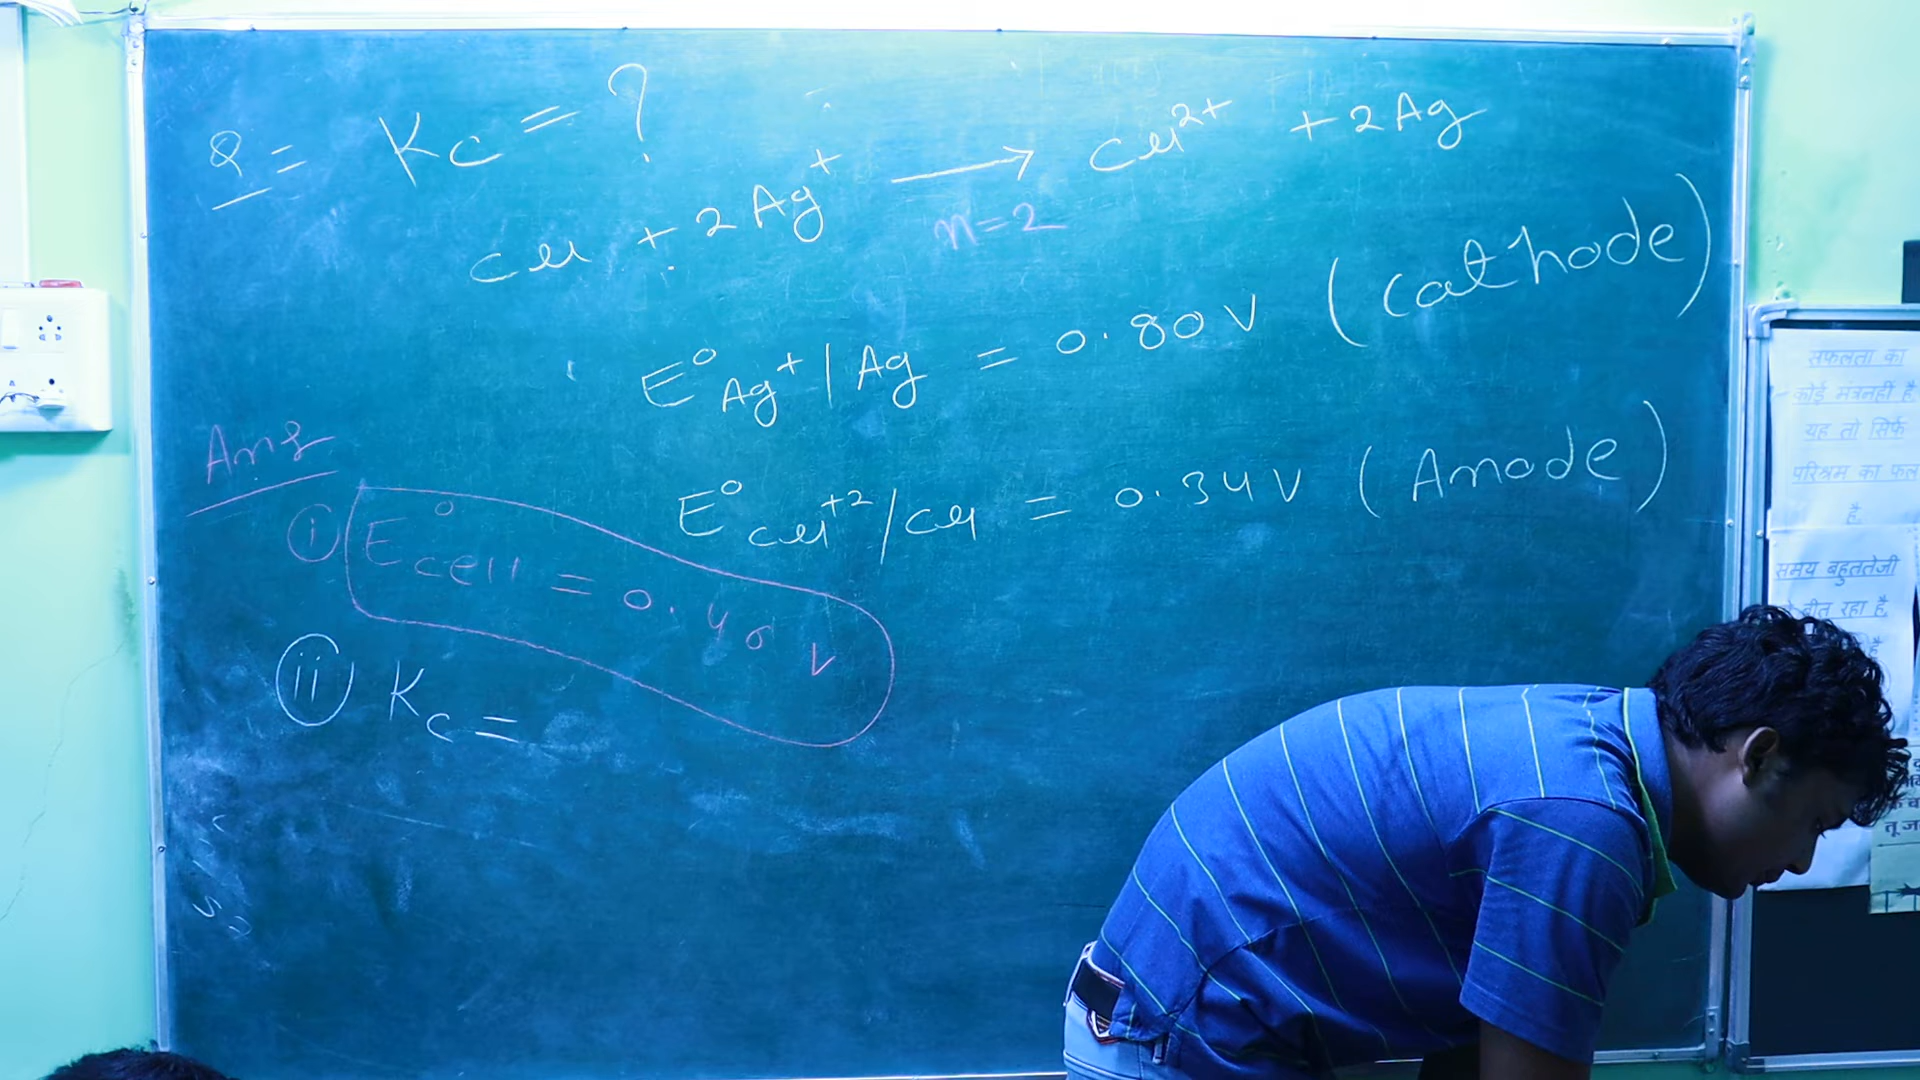 Q = Kc = ?
Cu + 2Ag⁺ → Cu²⁺ + 2Ag
n=2
E°Ag⁺|Ag = 0.80V (Cathode)
E°Cu⁺²/Cu = 0.34V (Anode)
Ans
(i) E°cell = 0.46 V
(ii) Kc =
सफलता का
कोई मंत्र नहीं है
यह तो सिर्फ
परिश्रम का फल
है
समय बहुत तेजी
बीत रहा है
है
तू ज